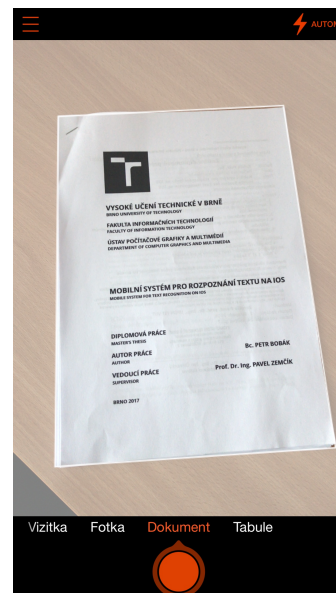 AUTOM
VYSOKÉ UČENÍ TECHNICKÉ V BRNĚ
BRNO UNIVERSITY OF TECHNOLOGY
FAKULTA INFORMAČNÍCH TECHNOLOGIÍ
FACULTY OF INFORMATION TECHNOLOGY
ÚSTAV POČÍTAČOVÉ GRAFIKY A MULTIMÉDIÍ
DEPARTMENT OF COMPUTER GRAPHICS AND MULTIMEDIA
MOBILNÍ SYSTÉM PRO ROZPOZNÁNÍ TEXTU NA IOS
MOBILE SYSTEM FOR TEXT RECOGNITION ON IOS
DIPLOMOVÁ PRÁCE
MASTER'S THESIS
AUTOR PRÁCE Bc. PETR BOBÁK
AUTHOR
VEDOUCÍ PRÁCE Prof. Dr. Ing. PAVEL ZEMČÍK
SUPERVISOR
BRNO 2017
Vizitka Fotka Dokument Tabule